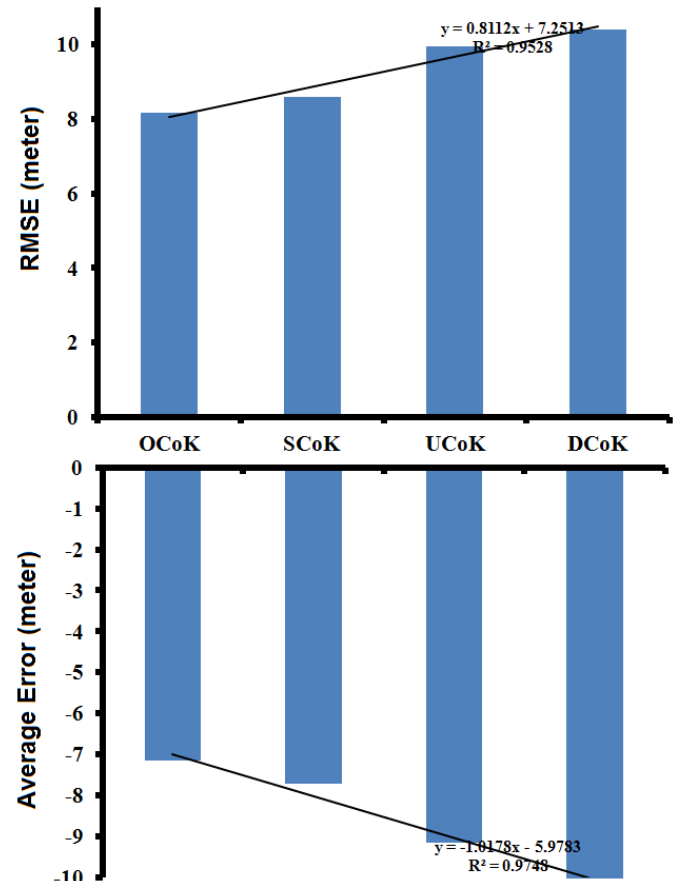 y = 0.8112x + 7.2513
R² = 0.9528
10
8
6
4
2
0
RMSE (meter)
OCoK SCoK UCoK DCoK
0
-1
-2
-3
-4
-5
-6
-7
-8
-9
-10
Average Error (meter)
y = -1.0178x - 5.9783
R² = 0.9748